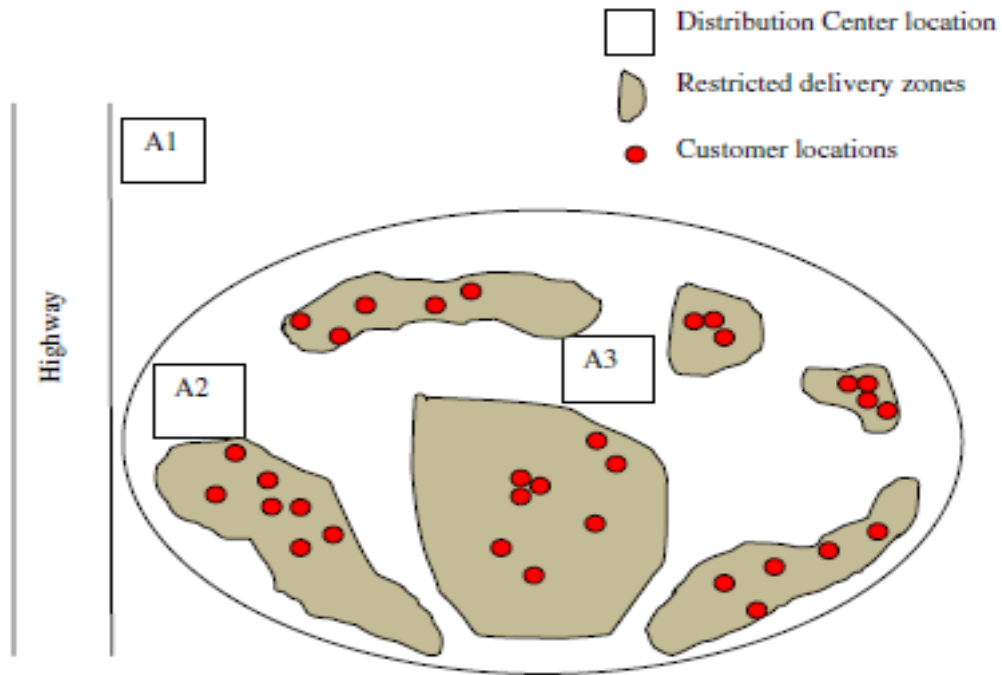 Distribution Center location
Restricted delivery zones
Customer locations
A1
Highway
A2
A3